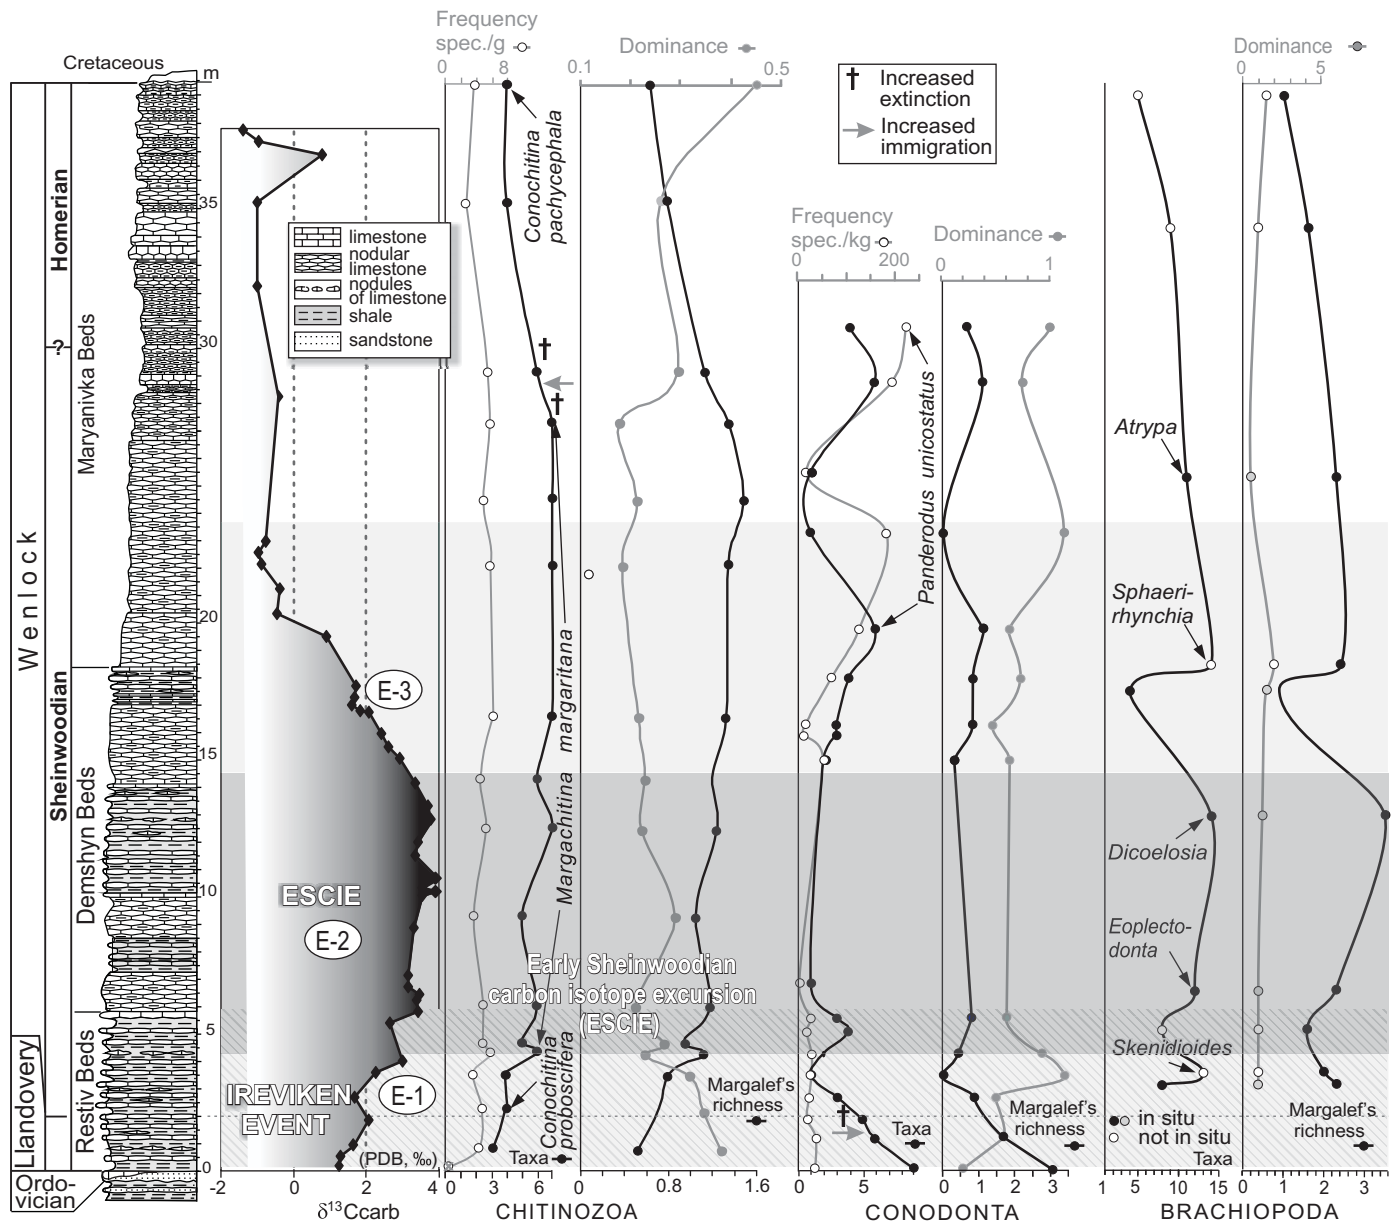 Cretaceous
m
Wenlock
Llandovery
Ordo-
vician
Homerian
?
Sheinwoodian
Maryanivka Beds
Demshyn Beds
Restiv Beds
35
30
20
15
10
5
0
-2
limestone
nodular
limestone
nodules
of limestone
shale
sandstone
E-3
ESCIE
E-2
IREVIKEN
EVENT
E-1
(PDB, ‰)
-2 0 2 4
δ13Ccarb
Frequency
spec./g
0 8
Dominance
0.1 0.5
Conochitina
pachycephala
Margachitina margaritana
Conochitina
proboscifera
Early Sheinwoodian
carbon isotope excursion
(ESCIE)
Taxa
0 3 6
Margalef's
richness
0 0.8 1.6
CHITINOZOA
† Increased
extinction
Increased
immigration
Frequency
spec./kg
0 200
Dominance
0 1
Panderodus unicostatus
Taxa
0 5
Margalef's
richness
0 1 2 3
CONODONTA
Dominance
0 5
Atrypa
Sphaeri-
rhynchia
Dicoelosia
Eoplecto-
donta
Skenidioides
in situ
not in situ
Taxa
1 5 10 15
Margalef's
richness
0 1 2 3
BRACHIOPODA